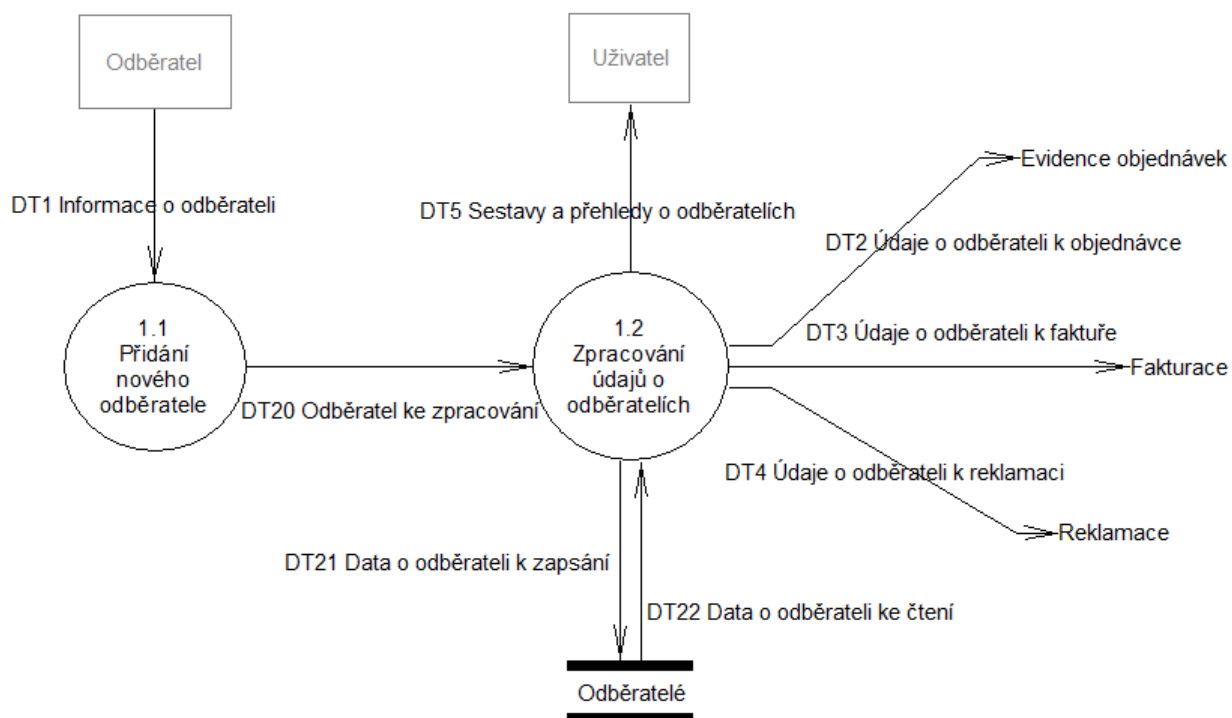 Odběratel
Uživatel
Evidence objednávek
DT1 Informace o odběrateli
DT5 Sestavy a přehledy o odběratelích
DT2 Údaje o odběrateli k objednávce
1.1
Přidání
nového
odběratele
1.2
Zpracování
údajů o
odběratelích
DT3 Údaje o odběrateli k faktuře
Fakturace
DT20 Odběratel ke zpracování
DT4 Údaje o odběrateli k reklamaci
Reklamace
DT21 Data o odběrateli k zapsání
DT22 Data o odběrateli ke čtení
Odběratelé